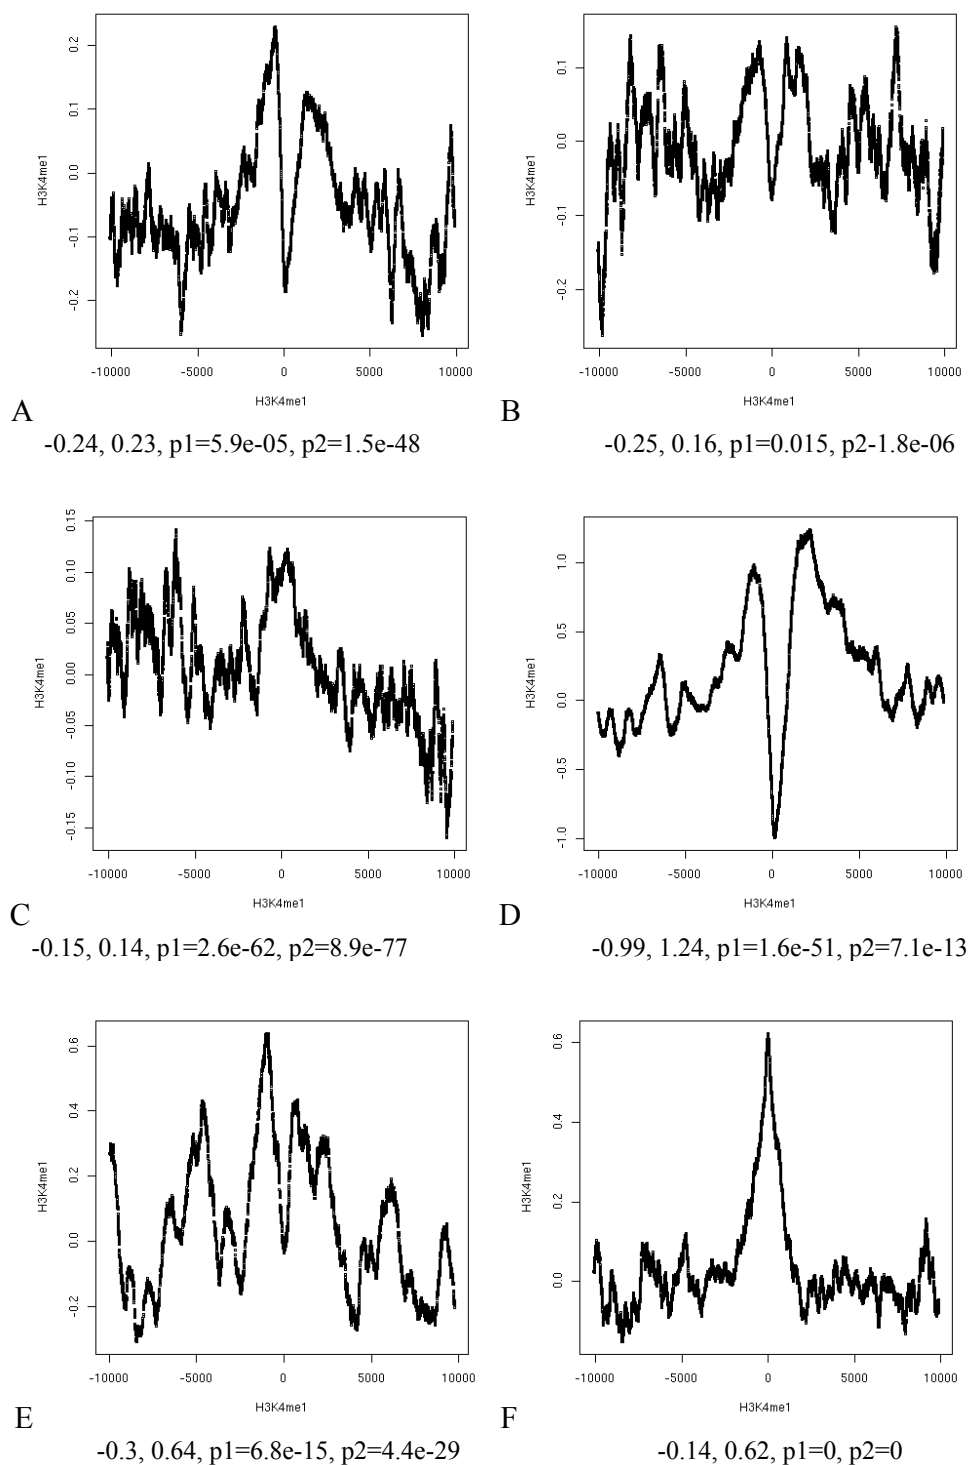 0.2
0.1
0.0
0.1
-0.2
H3K4me1
-10000 -5000 0 5000 10000
H3K4me1
A
-0.24, 0.23, p1=5.9e-05, p2=1.5e-48
0.1
0.0
-0.1
-0.2
H3K4me1
-10000 -5000 0 5000 10000
H3K4me1
B
-0.25, 0.16, p1=0.015, p2-1.8e-06
0.15
0.10
0.05
0.00
-0.05
-0.10
-0.15
H3K4me1
-10000 -5000 0 5000 10000
H3K4me1
C
-0.15, 0.14, p1=2.6e-62, p2=8.9e-77
1.0
0.5
0.0
-0.5
-1.0
H3K4me1
-10000 -5000 0 5000 10000
H3K4me1
D
-0.99, 1.24, p1=1.6e-51, p2=7.1e-13
0.6
0.4
0.2
0.0
-0.2
H3K4me1
-10000 -5000 0 5000 10000
H3K4me1
E
-0.3, 0.64, p1=6.8e-15, p2=4.4e-29
0.6
0.4
0.2
0.0
H3K4me1
-10000 -5000 0 5000 10000
H3K4me1
F
-0.14, 0.62, p1=0, p2=0